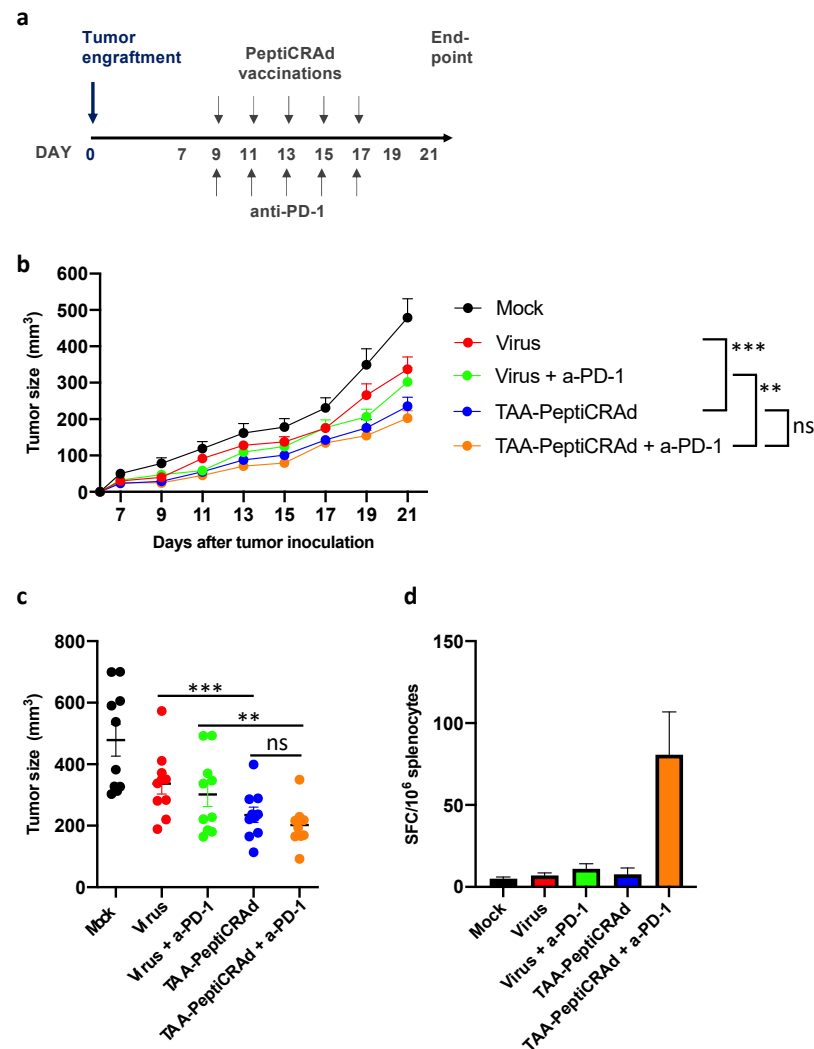 a
Tumor
engraftment
PeptiCRAd
vaccinations
End-
point
DAY 0 7 9 11 13 15 17 19 21
anti-PD-1
b
600
500
400
300
200
100
0
Tumor size (mm³)
7 9 11 13 15 17 19 21
Days after tumor inoculation
Mock
Virus
Virus + a-PD-1
TAA-PeptiCRAd
TAA-PeptiCRAd + a-PD-1
***
**
ns
c
800
600
400
200
0
Tumor size (mm³)
***
**
ns
Mock
Virus
Virus + a-PD-1
TAA-PeptiCRAd
TAA-PeptiCRAd + a-PD-1
d
150
100
50
0
SFC/10⁶ splenocytes
Mock
Virus
Virus + a-PD-1
TAA-PeptiCRAd
TAA-PeptiCRAd + a-PD-1